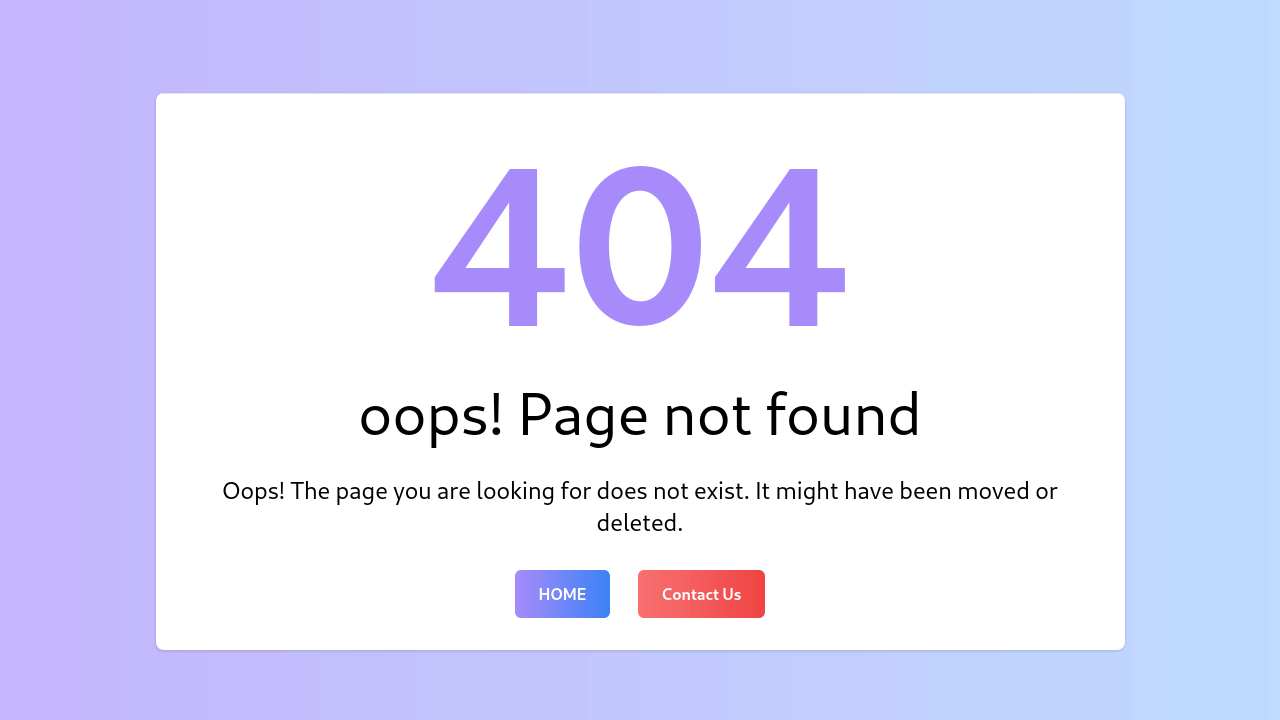 404
oops! Page not found
Oops! The page you are looking for does not exist. It might have been moved or
deleted.
HOME
Contact Us